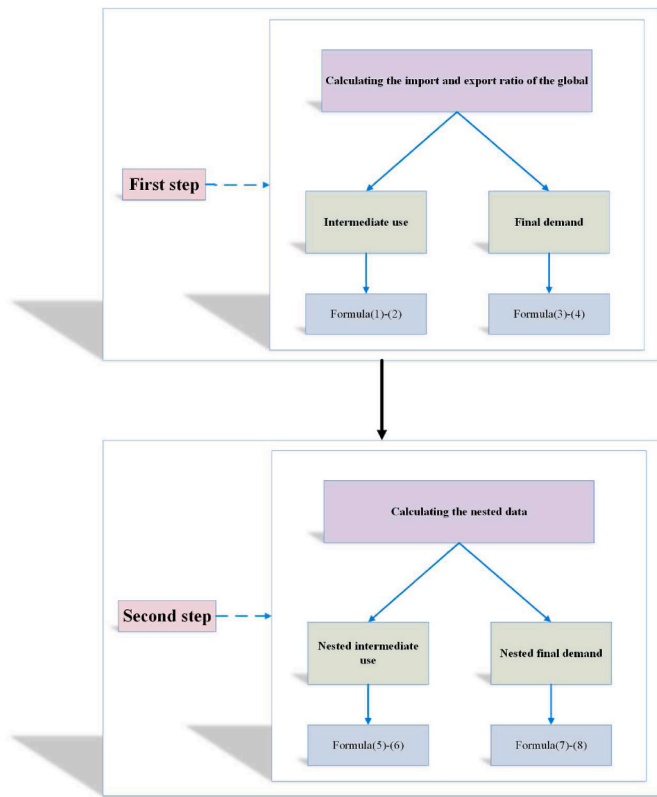 Calculating the import and export ratio of the global
First step
Intermediate use
Final demand
Formula(1)-(2)
Formula(3)-(4)
Calculating the nested data
Second step
Nested intermediate
use
Nested final demand
Formula(5)-(6)
Formula(7)-(8)